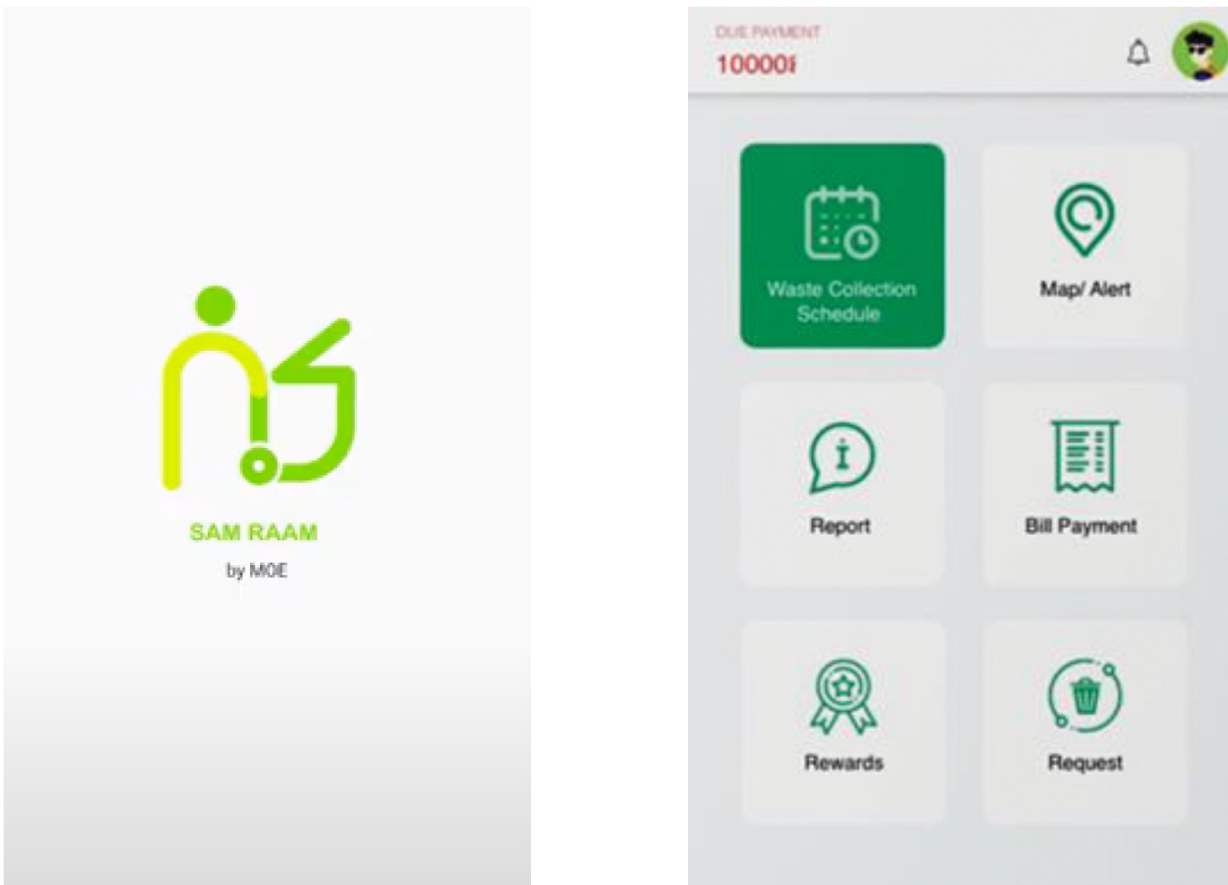 SAM RAAM
by MOE
DUE PAYMENT
10000៛
Waste Collection
Schedule
Map/ Alert
Report
Bill Payment
Rewards
Request